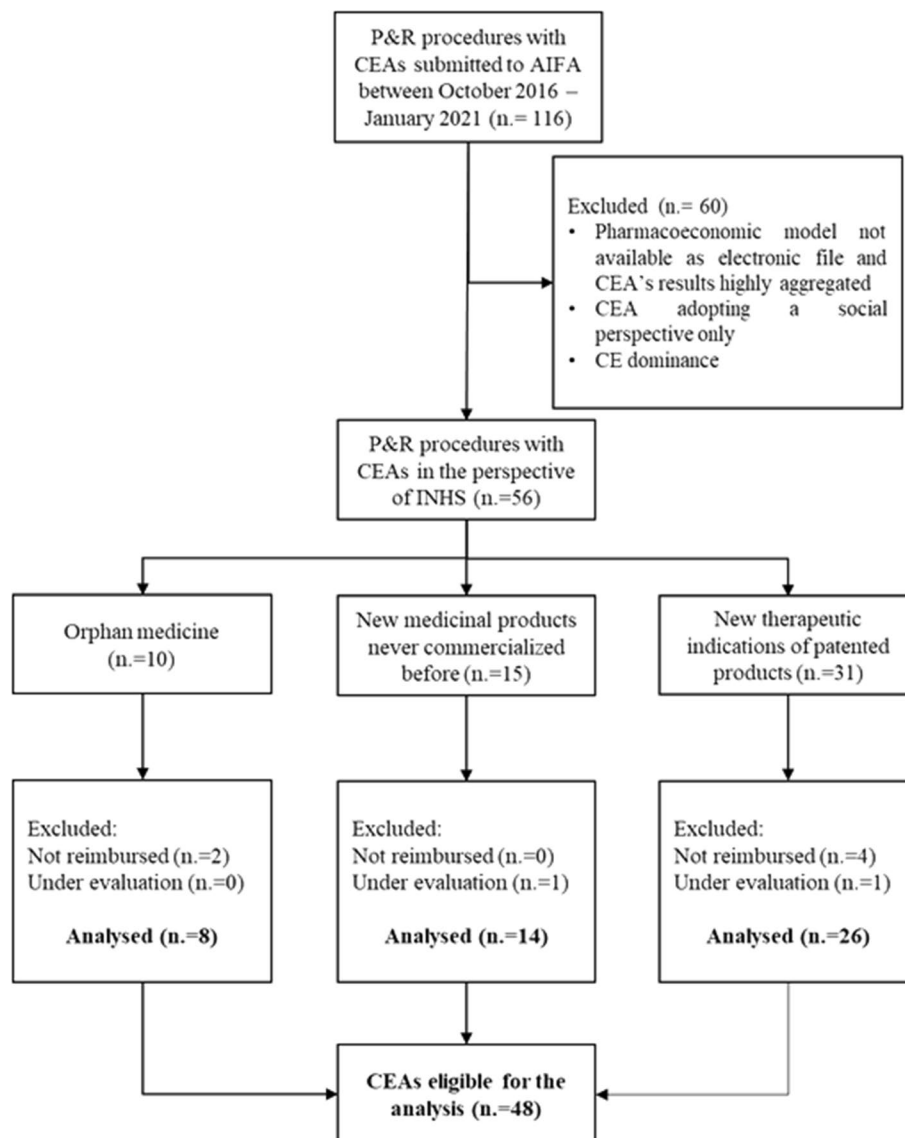 P&R procedures with
CEAs submitted to AIFA
between October 2016 –
January 2021 (n.= 116)
Excluded (n.= 60)
• Pharmacoeconomic model not
available as electronic file and
CEA's results highly aggregated
• CEA adopting a social
perspective only
• CE dominance
P&R procedures with
CEAs in the perspective
of INHS (n.=56)
Orphan medicine
(n.=10)
New medicinal products
never commercialized
before (n.=15)
New therapeutic
indications of patented
products (n.=31)
Excluded:
Not reimbursed (n.=2)
Under evaluation (n.=0)
Analysed (n.=8)
Excluded:
Not reimbursed (n.=0)
Under evaluation (n.=1)
Analysed (n.=14)
Excluded:
Not reimbursed (n.=4)
Under evaluation (n.=1)
Analysed (n.=26)
CEAs eligible for the
analysis (n.=48)